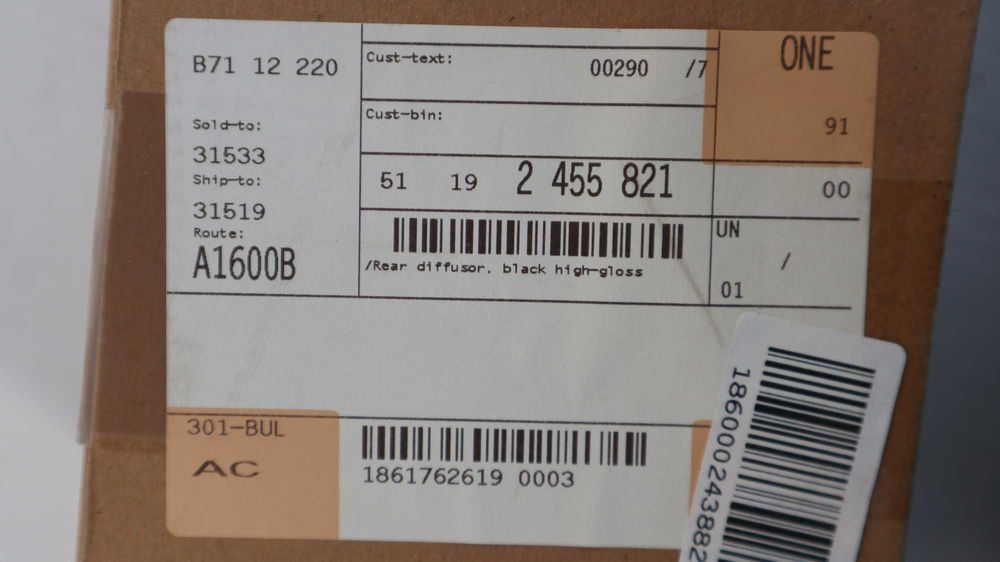 B71 12 220
Sold-to:
31533
Ship-to:
31519
Route:
A1600B
Cust-text:
00290 /7
Cust-bin:
51 19 2 455 821
/Rear diffusor. black high-gloss
ONE
91
00
UN
/
01
301-BUL
AC
1861762619 0003
186000243882